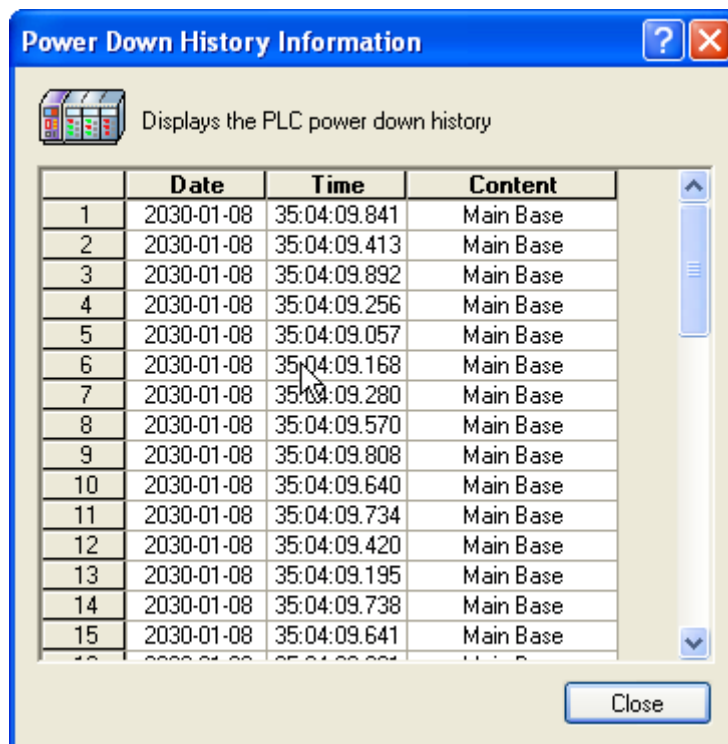 Power Down History Information
Displays the PLC power down history
Date Time Content
1 2030-01-08 35:04:09.841 Main Base
2 2030-01-08 35:04:09.413 Main Base
3 2030-01-08 35:04:09.892 Main Base
4 2030-01-08 35:04:09.256 Main Base
5 2030-01-08 35:04:09.057 Main Base
6 2030-01-08 35:04:09.168 Main Base
7 2030-01-08 35:04:09.280 Main Base
8 2030-01-08 35:04:09.570 Main Base
9 2030-01-08 35:04:09.808 Main Base
10 2030-01-08 35:04:09.640 Main Base
11 2030-01-08 35:04:09.734 Main Base
12 2030-01-08 35:04:09.420 Main Base
13 2030-01-08 35:04:09.195 Main Base
14 2030-01-08 35:04:09.738 Main Base
15 2030-01-08 35:04:09.641 Main Base
Close